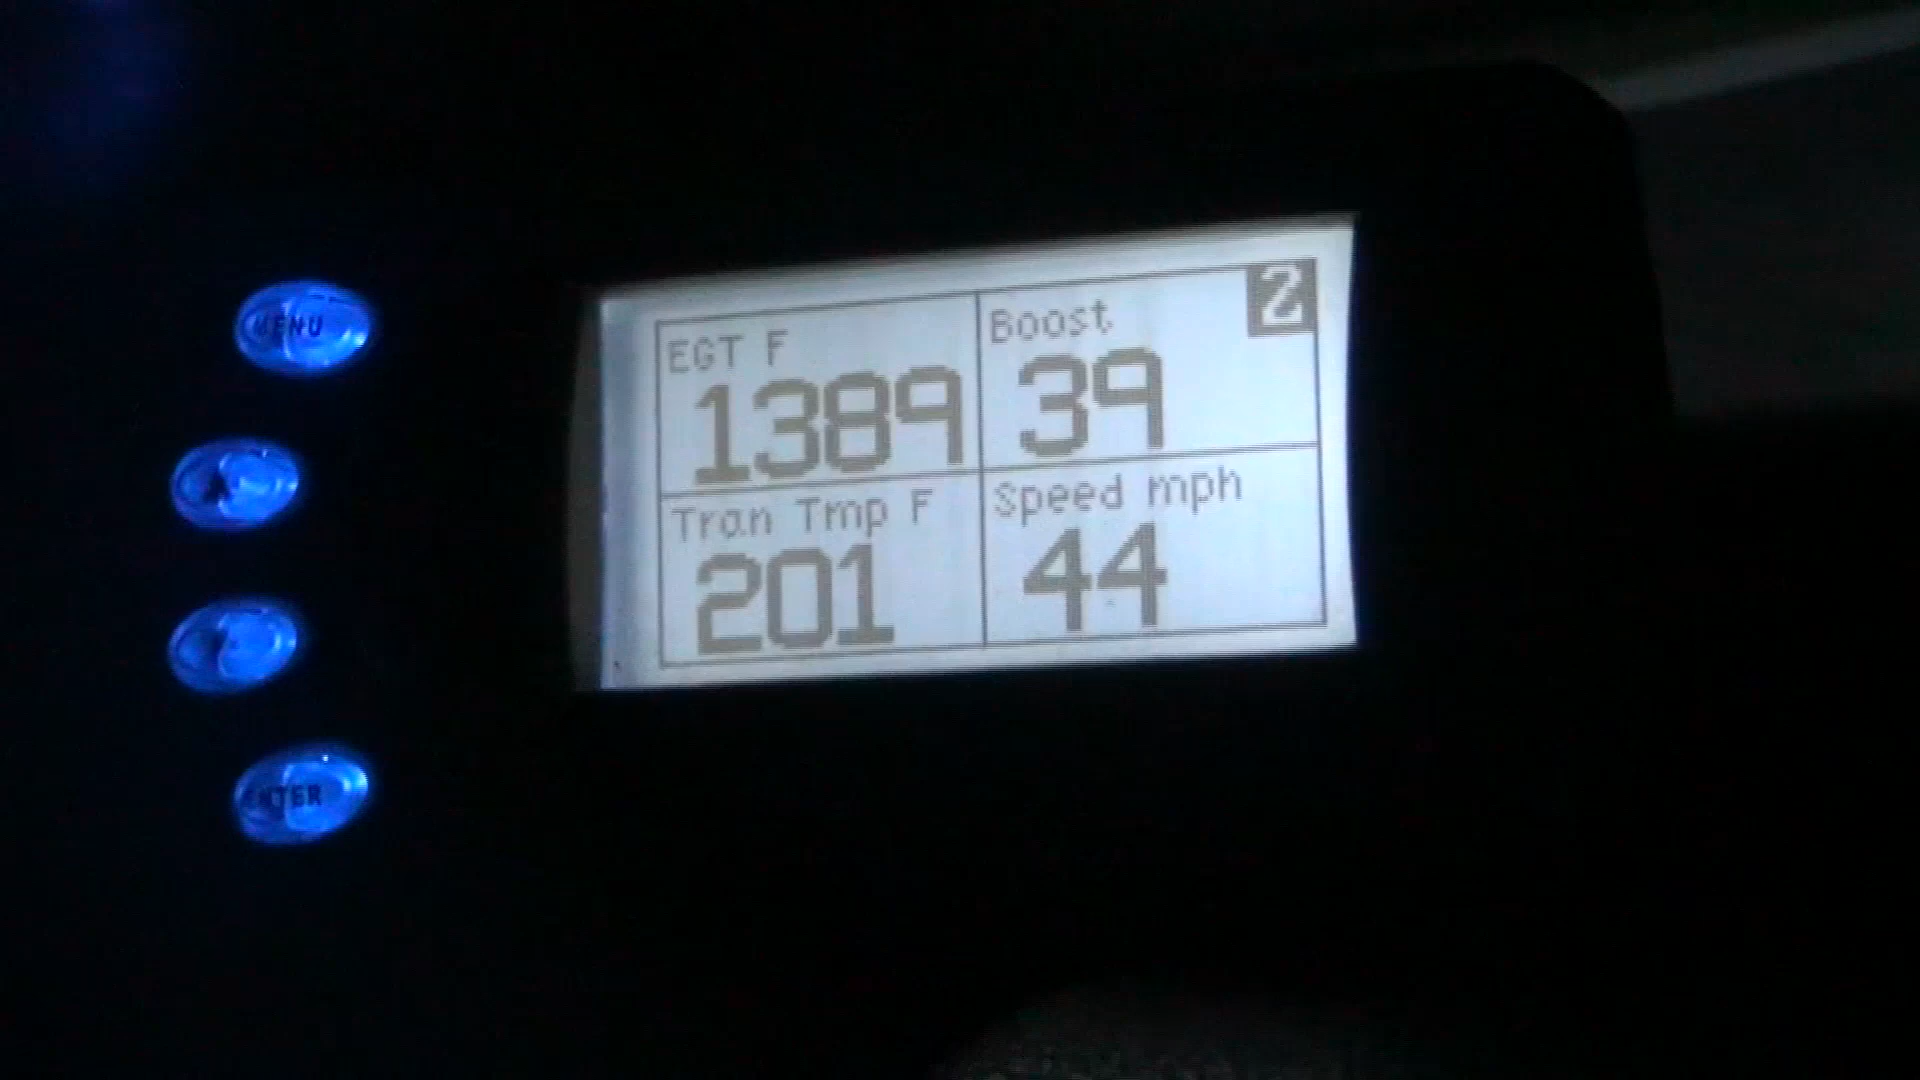 MENU
EGT F
1389
Boost
39
2
Tran Tmp F
201
Speed mph
44
ENTER